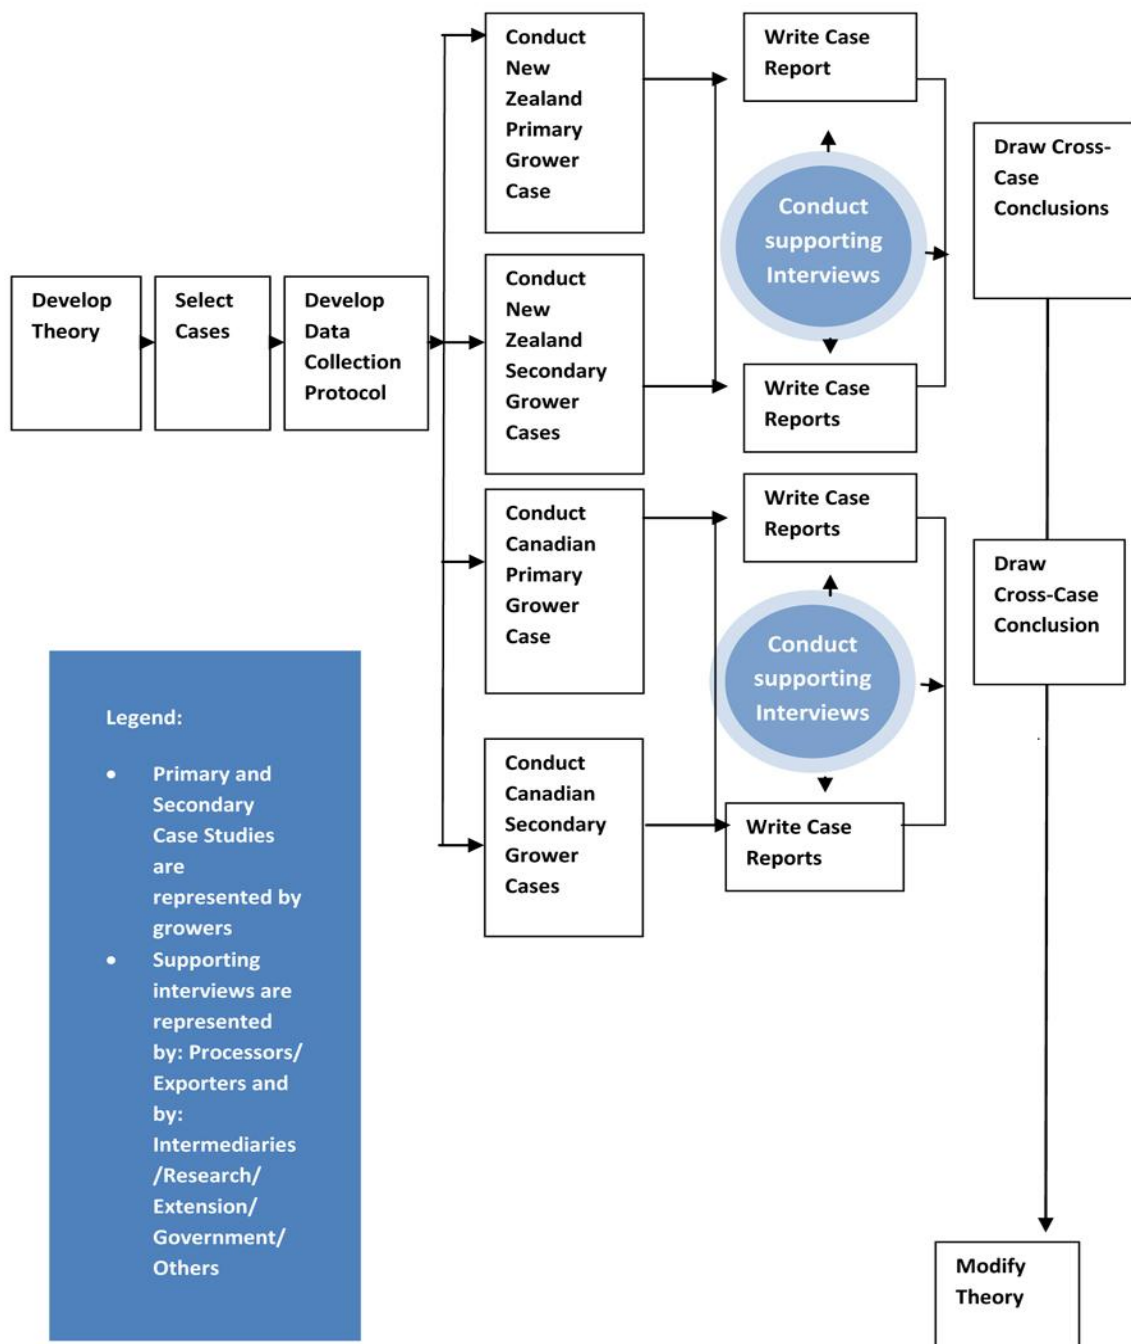 Develop
Theory
Select
Cases
Develop
Data
Collection
Protocol
Conduct
New
Zealand
Primary
Grower
Case
Conduct
New
Zealand
Secondary
Grower
Cases
Conduct
Canadian
Primary
Grower
Case
Conduct
Canadian
Secondary
Grower
Cases
Write Case
Report
Conduct
supporting
Interviews
Write Case
Reports
Write Case
Reports
Conduct
supporting
Interviews
Write Case
Reports
Draw Cross-
Case
Conclusions
Draw
Cross-Case
Conclusion
Modify
Theory
Legend:
• Primary and
Secondary
Case Studies
are
represented by
growers
• Supporting
interviews are
represented
by: Processors/
Exporters and
by:
Intermediaries
/Research/
Extension/
Government/
Others